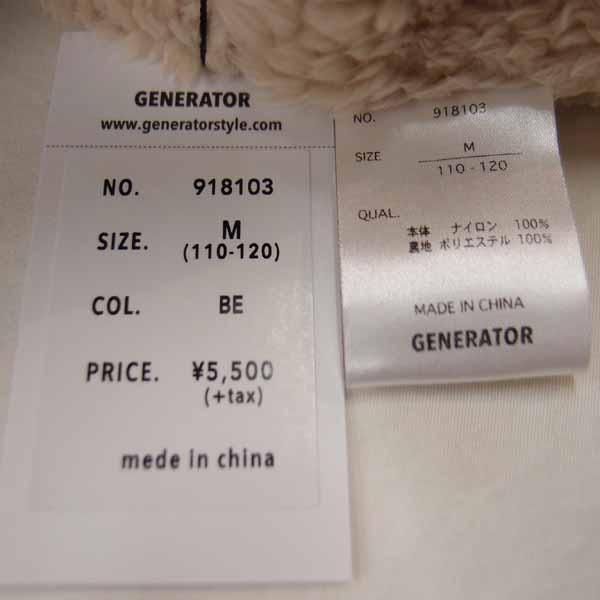 GENERATOR
www.generatorstyle.com
NO. 918103
SIZE. M
(110-120)
COL. BE
PRICE. ¥5,500
(+tax)
mede in china
NO. 918103
SIZE M
110-120
QUAL.
本体 ナイロン 100%
裏地 ポリエステル 100%
MADE IN CHINA
GENERATOR